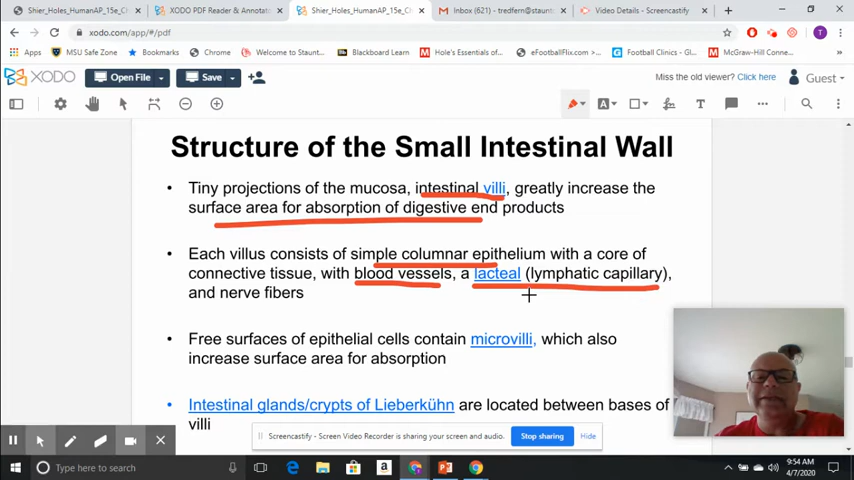 Shier_Holes_HumanAP_15e_Ch
XODO PDF Reader & Annotat
Shier_Holes_HumanAP_15e_Ch
Inbox (621) - tredfern@staunt
Video Details - Screencastify
xodo.com/app/#/pdf
T
Apps
MSU Safe Zone
Bookmarks
Chrome
Welcome to Staunt
Blackboard Learn
Hole's Essentials of
eFootballFlix.com
Football Clinics - Gl
McGraw-Hill Conne
XODO
Open File
Save
Miss the old viewer? Click here
Guest
Structure of the Small Intestinal Wall
• Tiny projections of the mucosa, intestinal villi, greatly increase the
surface area for absorption of digestive end products
• Each villus consists of simple columnar epithelium with a core of
connective tissue, with blood vessels, a lacteal (lymphatic capillary),
and nerve fibers
• Free surfaces of epithelial cells contain microvilli, which also
increase surface area for absorption
• Intestinal glands/crypts of Lieberkühn are located between bases of
villi
Screencastify - Screen Video Recorder is sharing your screen and audio.
Stop sharing
Hide
Type here to search
9:54 AM
4/7/2020